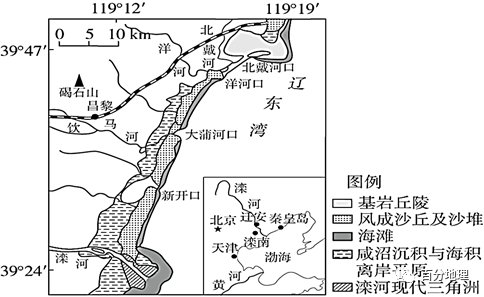 119°12′
119°19′
39°47′
39°24′
0 5 10 km
洋河
北戴河
北戴河口
洋河口
辽东湾
碣石山
昌黎
饮马河
大蒲河口
新开口
滦河
滦河
北京
迁安
秦皇岛
滦南
天津
渤海
黄河
图例
基岩丘陵
风成沙丘及沙堆
海滩
咸沼沉积与海积
离岸平原
滦河现代三角洲
百分地理